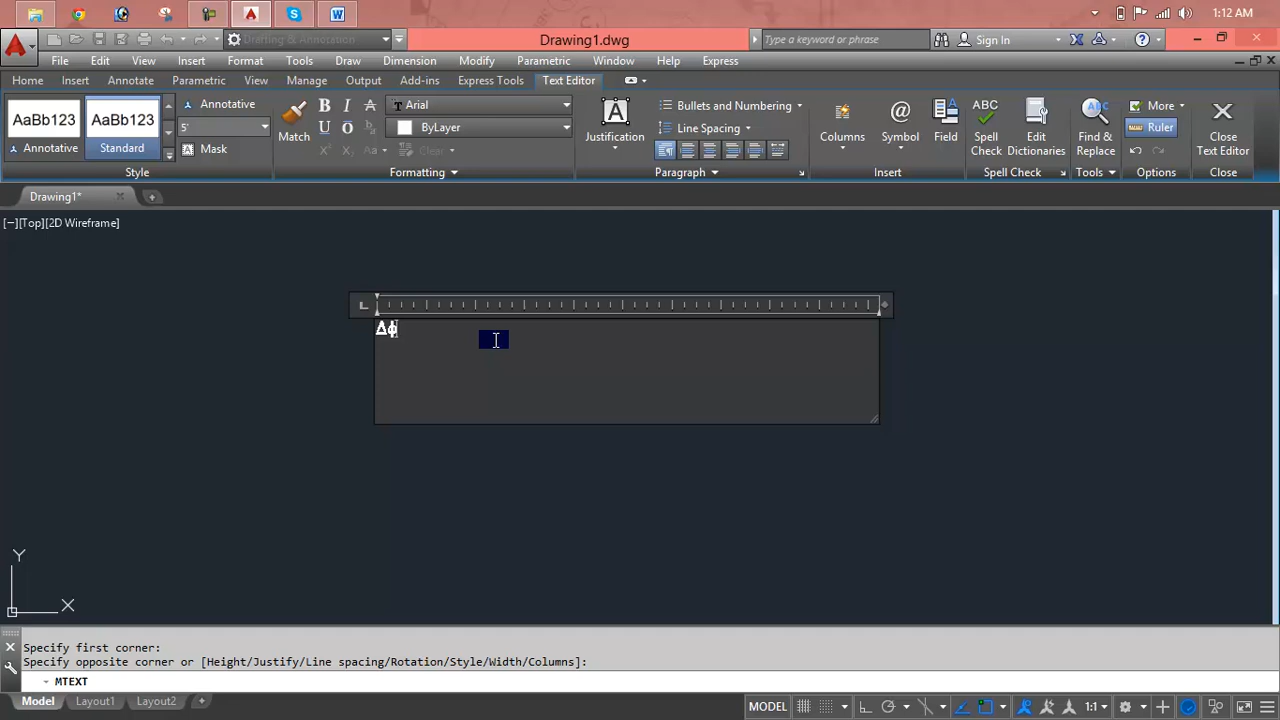 1:12 AM
Drafting & Annotation
Drawing1.dwg
Type a keyword or phrase
Sign In
File Edit View Insert Format Tools Draw Dimension Modify Parametric Window Help Express
Home Insert Annotate Parametric View Manage Output Add-ins Express Tools Text Editor
AaBb123 AaBb123 Annotative
Annotative Standard 5' Mask
Match B I A Arial
U O ByLayer
Aa Clear
Justification
Bullets and Numbering
Line Spacing
Columns Symbol Field
ABC
Spell Check Edit Dictionaries
Find & Replace
More
Ruler
Close Text Editor
Style Formatting Paragraph Insert Spell Check Tools Options Close
Drawing1*
[−][Top][2D Wireframe]
Δϕ
Y
X
Specify first corner:
Specify opposite corner or [Height/Justify/Line spacing/Rotation/Style/Width/Columns]:
MTEXT
Model Layout1 Layout2
MODEL 1:1